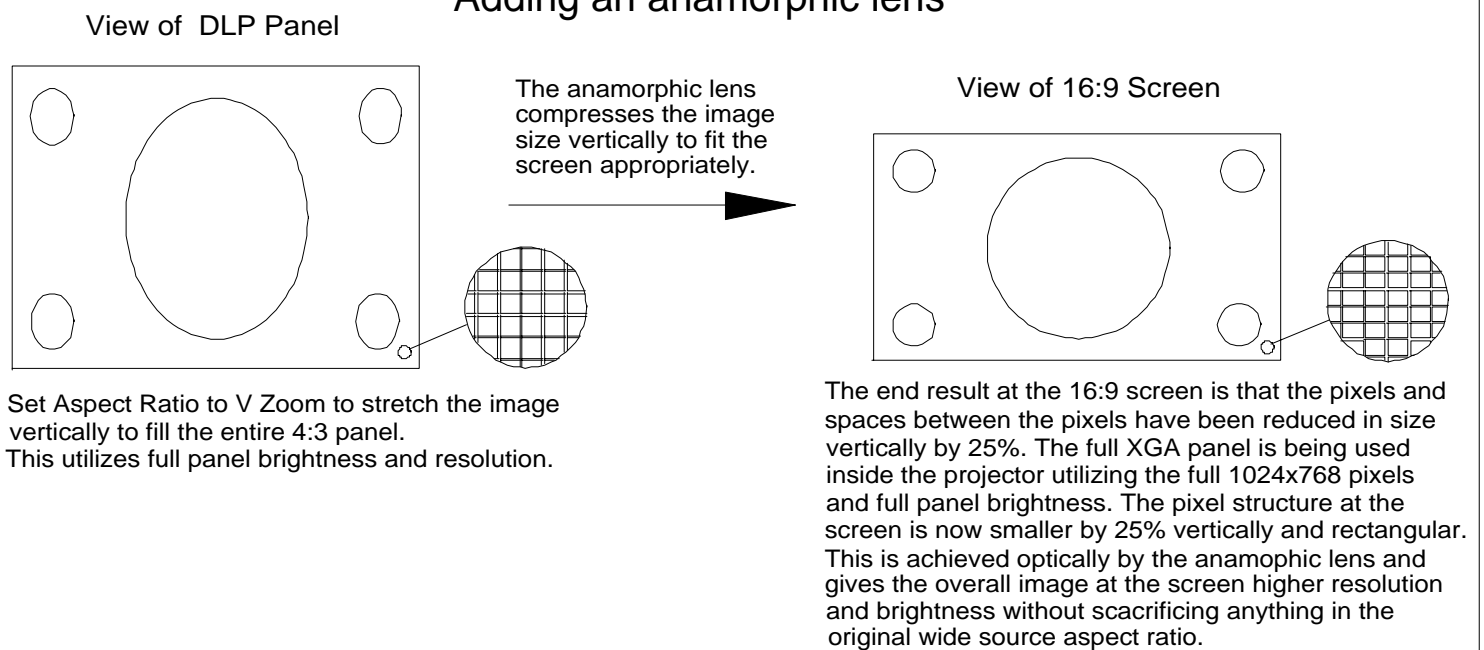 Adding an anamorphic lens
View of DLP Panel
The anamorphic lens
compresses the image
size vertically to fit the
screen appropriately.
View of 16:9 Screen
Set Aspect Ratio to V Zoom to stretch the image
vertically to fill the entire 4:3 panel.
This utilizes full panel brightness and resolution.
The end result at the 16:9 screen is that the pixels and
spaces between the pixels have been reduced in size
vertically by 25%. The full XGA panel is being used
inside the projector utilizing the full 1024x768 pixels
and full panel brightness. The pixel structure at the
screen is now smaller by 25% vertically and rectangular.
This is achieved optically by the anamophic lens and
gives the overall image at the screen higher resolution
and brightness without scacrificing anything in the
original wide source aspect ratio.